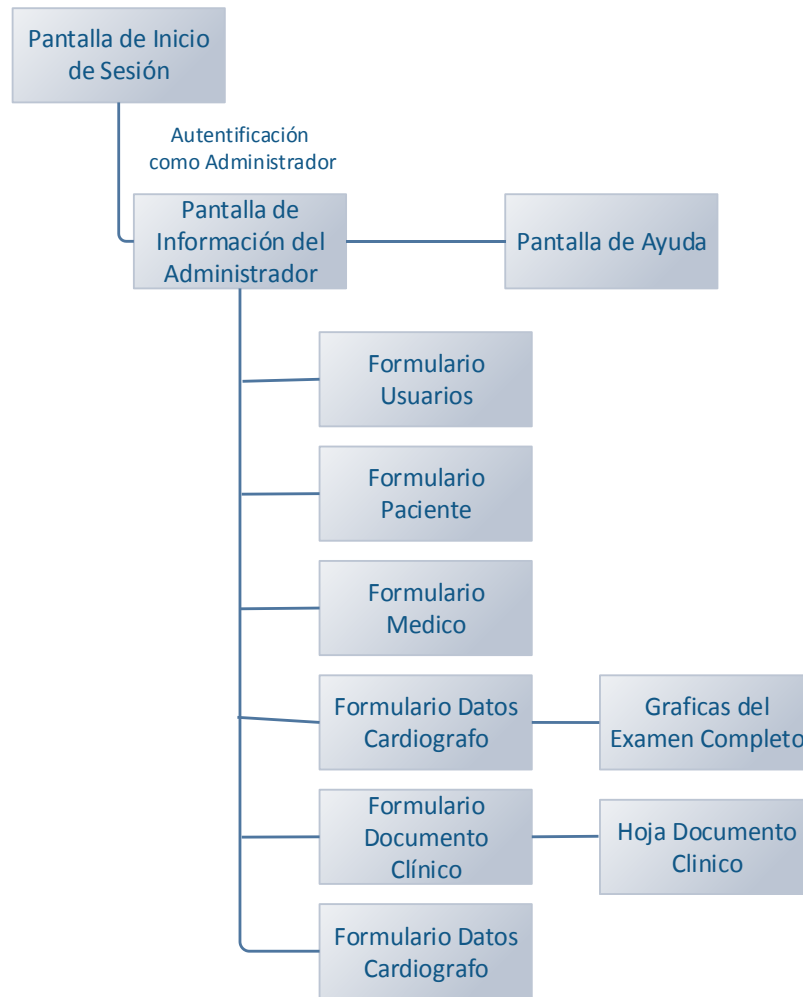 Pantalla de Inicio
de Sesión
Autentificación
como Administrador
Pantalla de
Información del
Administrador
Pantalla de Ayuda
Formulario
Usuarios
Formulario
Paciente
Formulario
Medico
Formulario Datos
Cardiografo
Graficas del
Examen Completo
Formulario
Documento
Clínico
Hoja Documento
Clinico
Formulario Datos
Cardiografo